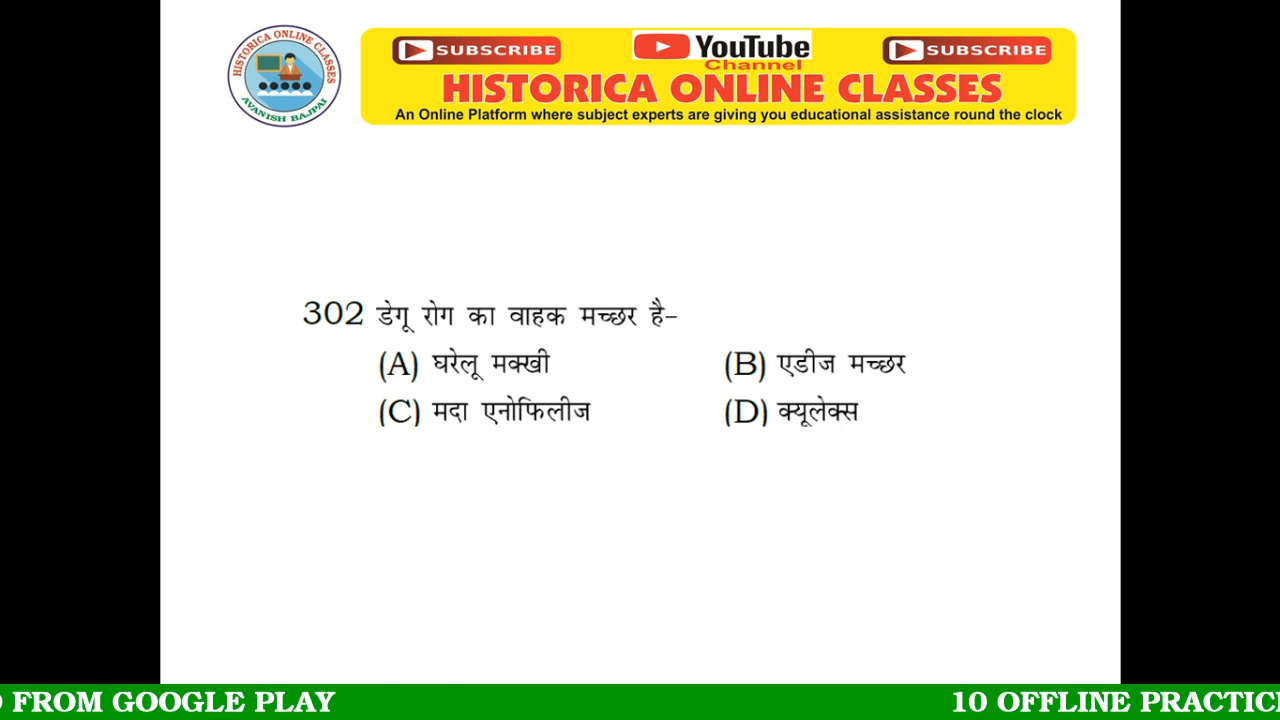 HISTORICA ONLINE CLASSES
AVANISH BAJPAI
SUBSCRIBE
YouTube
Channel
SUBSCRIBE
HISTORICA ONLINE CLASSES
An Online Platform where subject experts are giving you educational assistance round the clock
302 डेगू रोग का वाहक मच्छर है-
(A) घरेलू मक्खी (B) एडीज मच्छर
(C) मदा एनोफिलीज (D) क्यूलेक्स
FROM GOOGLE PLAY 10 OFFLINE PRACTIC